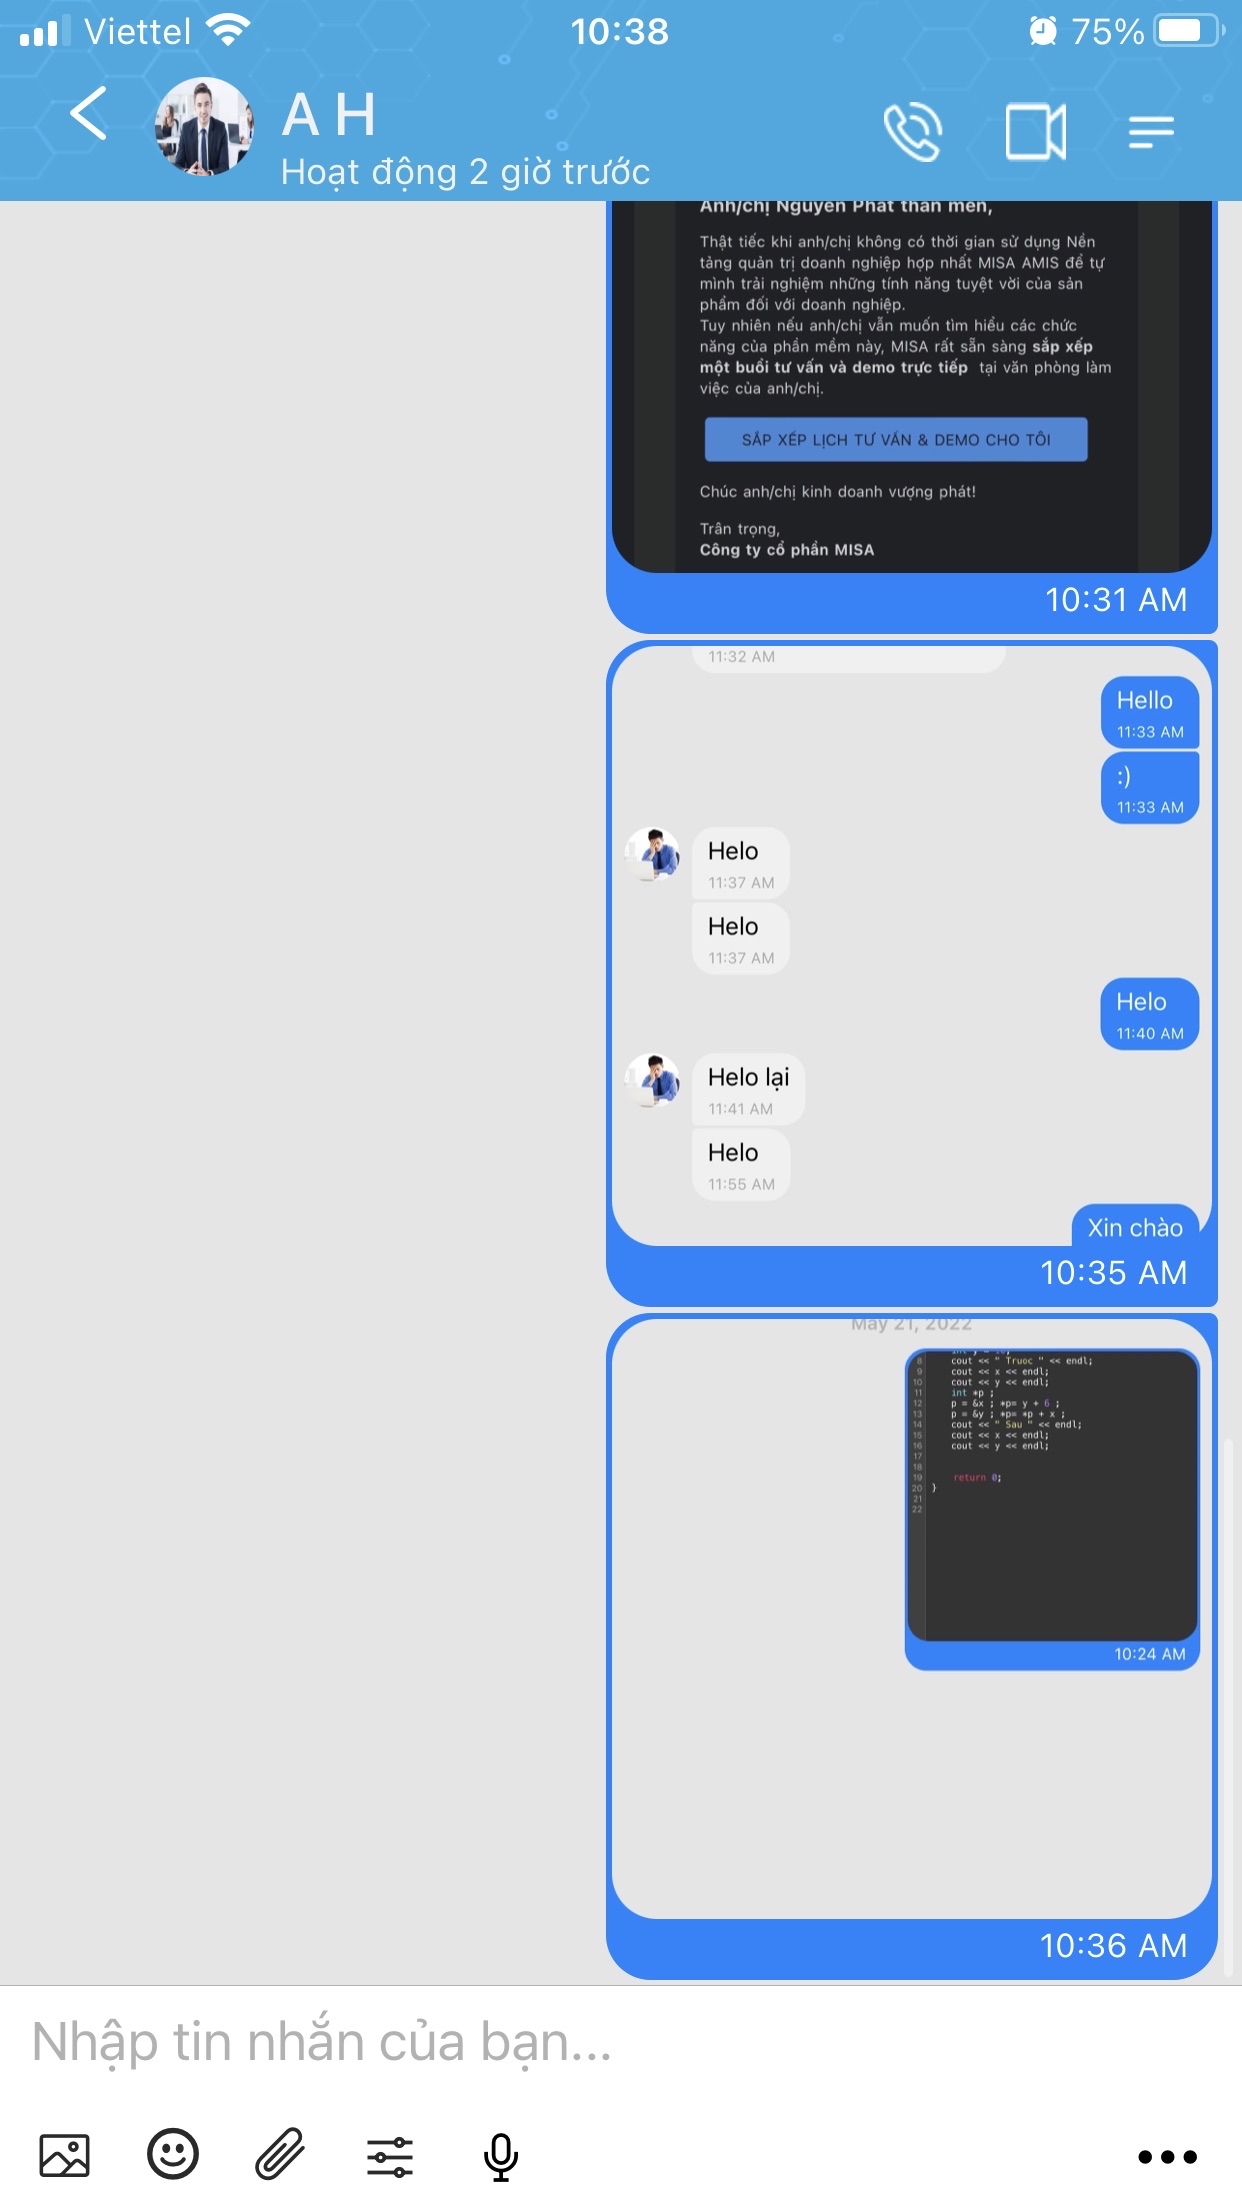 Viettel
10:38
75%
A H
Hoạt động 2 giờ trước
Anh/chị Nguyễn Phát thân mến,
Thật tiếc khi anh/chị không có thời gian sử dụng Nền
tảng quản trị doanh nghiệp hợp nhất MISA AMIS để tự
mình trải nghiệm những tính năng tuyệt vời của sản
phẩm đối với doanh nghiệp.
Tuy nhiên nếu anh/chị vẫn muốn tìm hiểu các chức
năng của phần mềm này, MISA rất sẵn sàng sắp xếp
một buổi tư vấn và demo trực tiếp tại văn phòng làm
việc của anh/chị.
SẮP XẾP LỊCH TƯ VẤN & DEMO CHO TÔI
Chúc anh/chị kinh doanh vượng phát!
Trân trọng,
Công ty cổ phần MISA
10:31 AM
11:32 AM
Hello
11:33 AM
:)
11:33 AM
Helo
11:37 AM
Helo
11:37 AM
Helo
11:40 AM
Helo lại
11:41 AM
Helo
11:55 AM
Xin chào
10:35 AM
May 21, 2022
8 cout << " Truoc " << endl;
9 cout << x << endl;
10 cout << y << endl;
11 int *p ;
12 p = &x ; *p= y + 6 ;
13 p = &y ; *p= *p + x ;
14 cout << " Sau " << endl;
15 cout << x << endl;
16 cout << y << endl;
17
18
19 return 0;
20 }
21
22
10:24 AM
10:36 AM
Nhập tin nhắn của bạn...